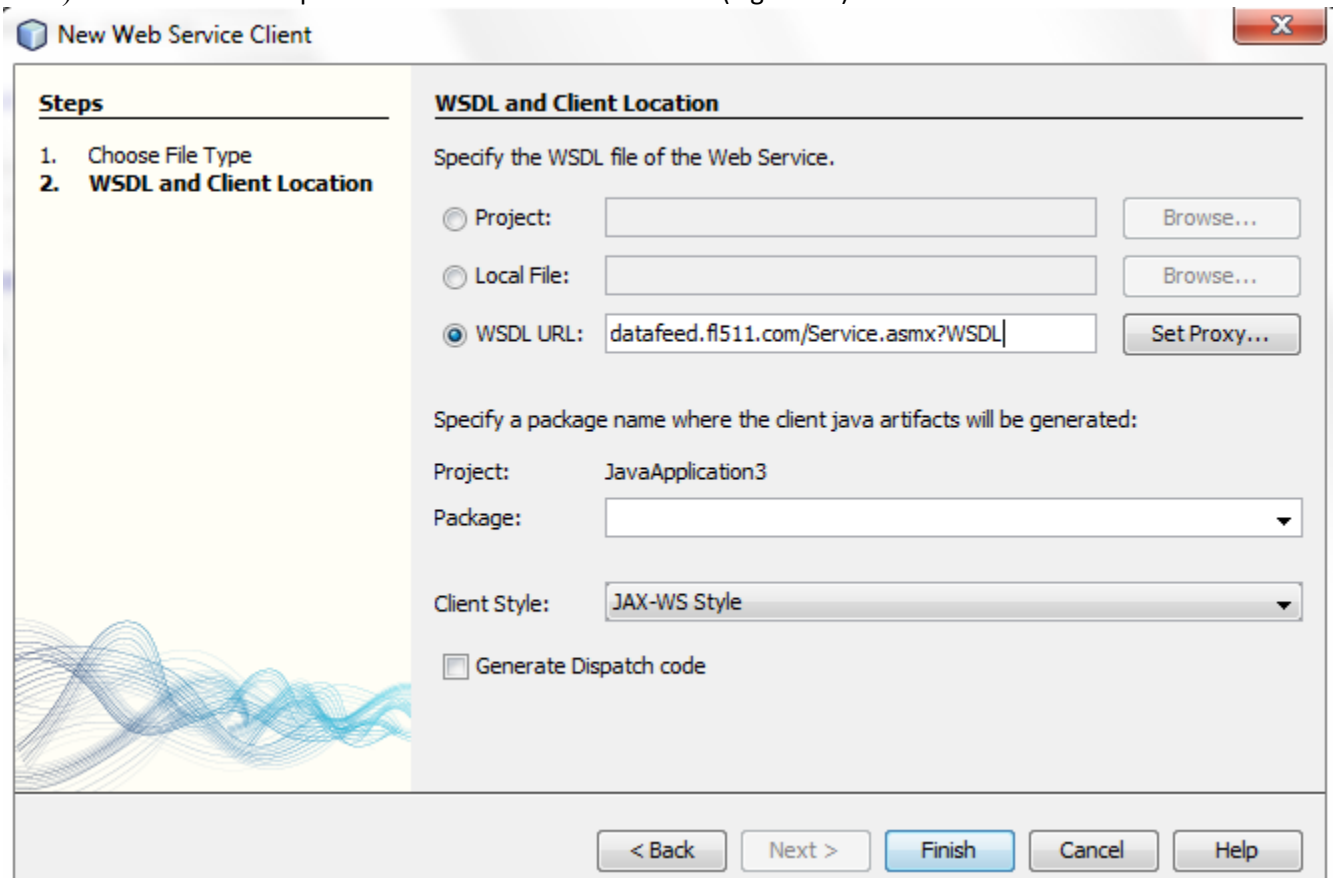 New Web Service Client
Steps
1. Choose File Type
2. WSDL and Client Location
WSDL and Client Location
Specify the WSDL file of the Web Service.
Project: Browse...
Local File: Browse...
WSDL URL: datafeed.fl511.com/Service.asmx?WSDL Set Proxy...
Specify a package name where the client java artifacts will be generated:
Project: JavaApplication3
Package:
Client Style: JAX-WS Style
Generate Dispatch code
< Back Next > Finish Cancel Help